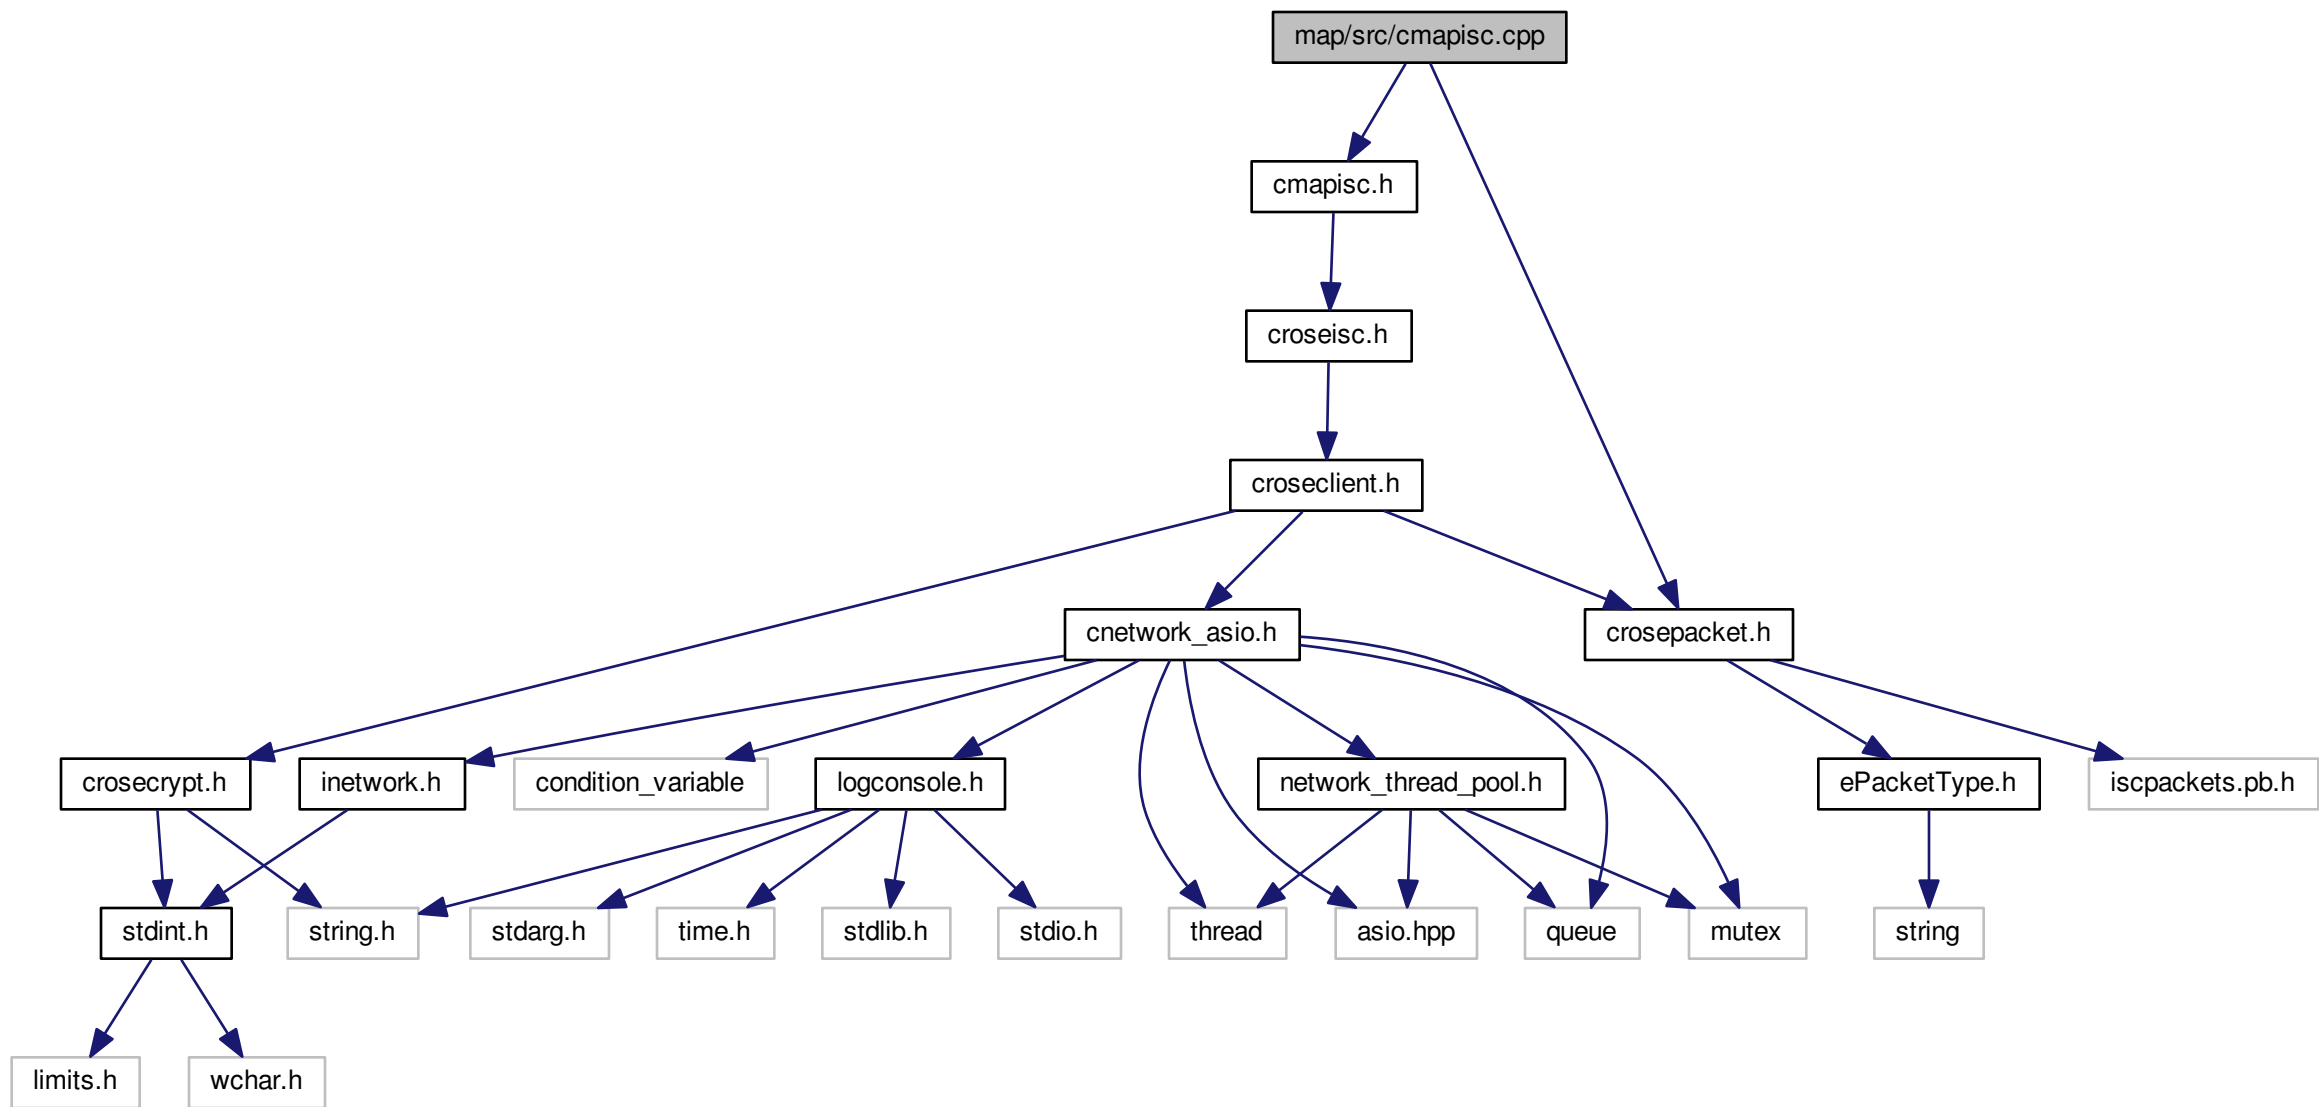 map/src/cmapisc.cpp
cmapisc.h
croseisc.h
croseclient.h
cnetwork_asio.h
crosepacket.h
crosecrypt.h
inetwork.h
condition_variable
logconsole.h
network_thread_pool.h
ePacketType.h
iscpackets.pb.h
stdint.h
string.h
stdarg.h
time.h
stdlib.h
stdio.h
thread
asio.hpp
queue
mutex
string
limits.h
wchar.h